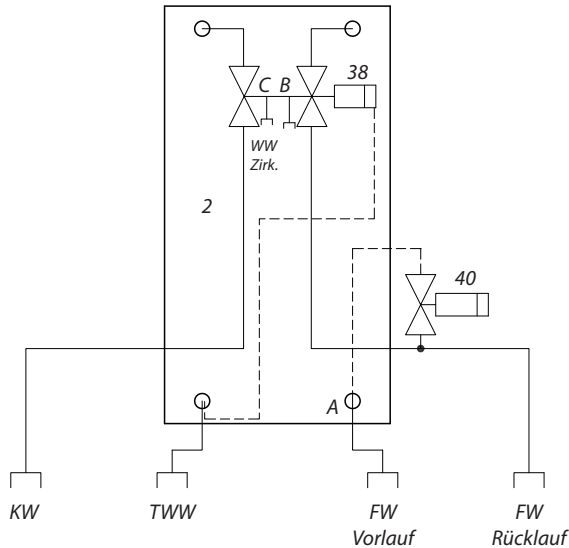 38
C B
WW
Zirk.
2
40
A
KW
TWW
FW
Vorlauf
FW
Rücklauf